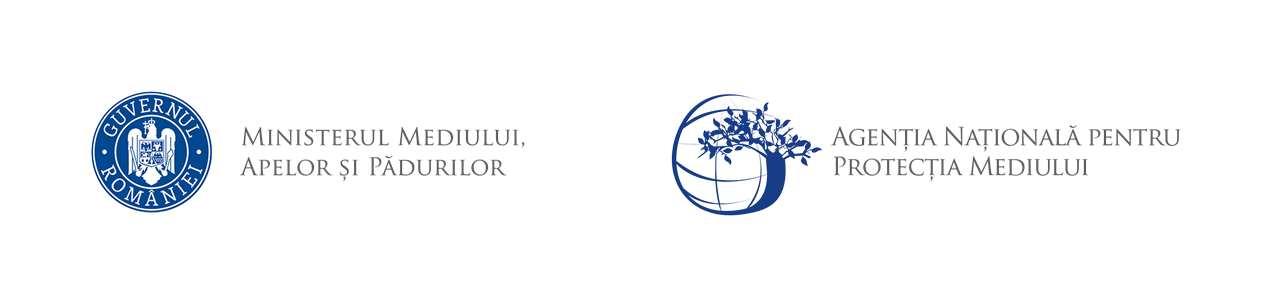 GUVERNUL
ROMÂNIEI
MINISTERUL MEDIULUI,
APELOR ȘI PĂDURILOR
AGENȚIA NAȚIONALĂ PENTRU
PROTECȚIA MEDIULUI